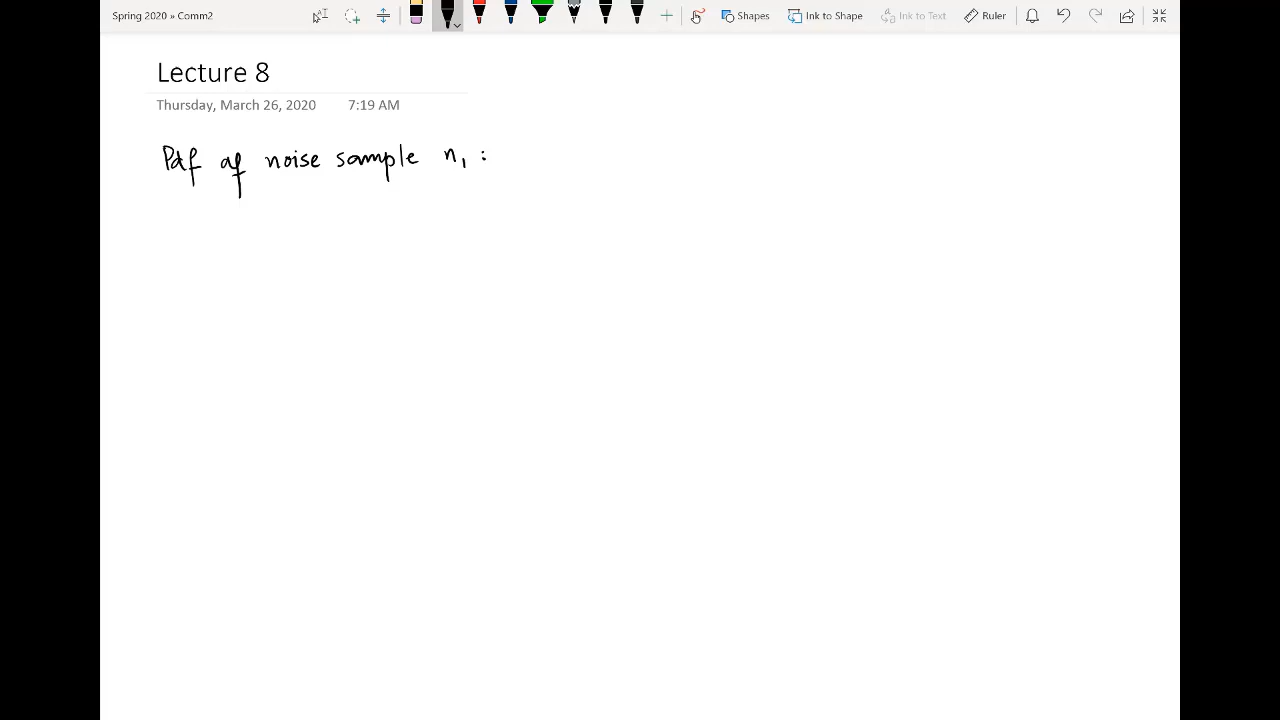 Spring 2020 » Comm2
Shapes
Ink to Shape
Ink to Text
Ruler
Lecture 8
Thursday, March 26, 2020 7:19 AM
Pdf of noise sample n₁ :